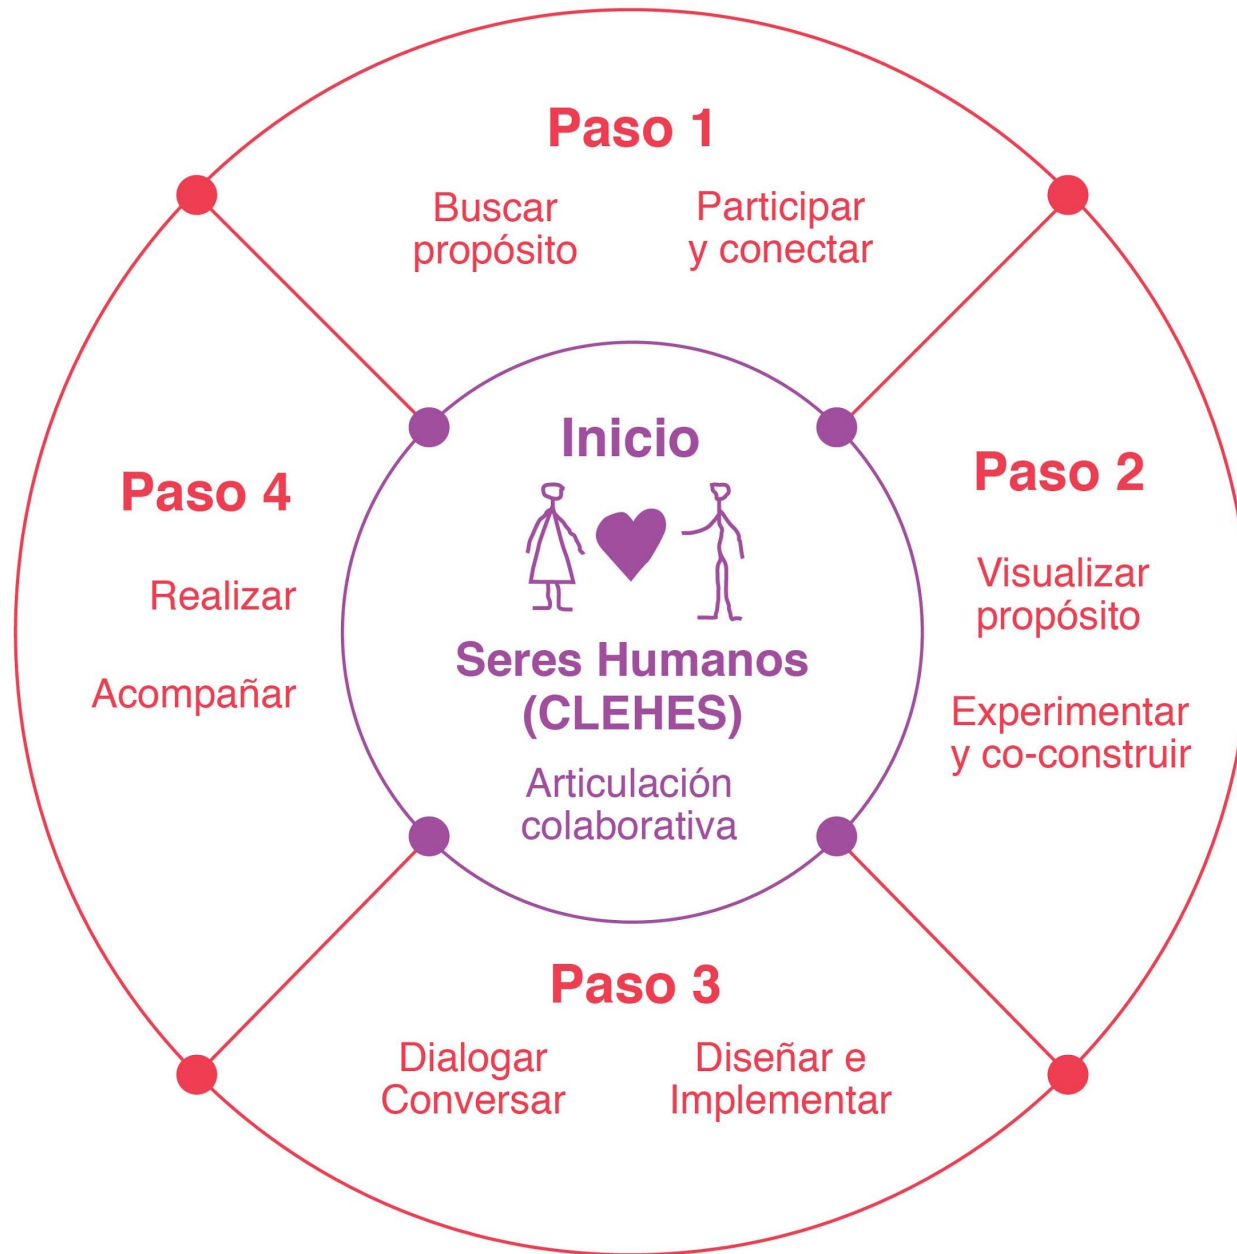 Paso 1
Buscar
propósito
Participar
y conectar
Inicio
Seres Humanos
(CLEHES)
Articulación
colaborativa
Paso 2
Visualizar
propósito
Experimentar
y co-construir
Paso 3
Dialogar
Conversar
Diseñar e
Implementar
Paso 4
Realizar
Acompañar